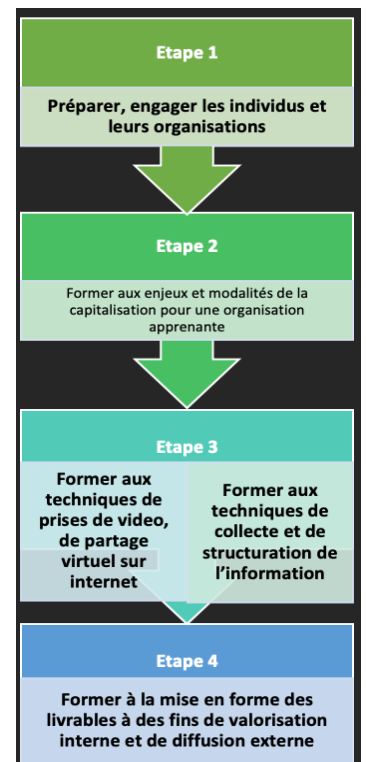 Etape 1
Préparer, engager les individus et
leurs organisations
Etape 2
Former aux enjeux et modalités de la
capitalisation pour une organisation
apprenante
Etape 3
Former aux
techniques de
prises de video,
de partage
virtuel sur
internet
Former aux
techniques de
collecte et de
structuration de
l’information
Etape 4
Former à la mise en forme des
livrables à des fins de valorisation
interne et de diffusion externe